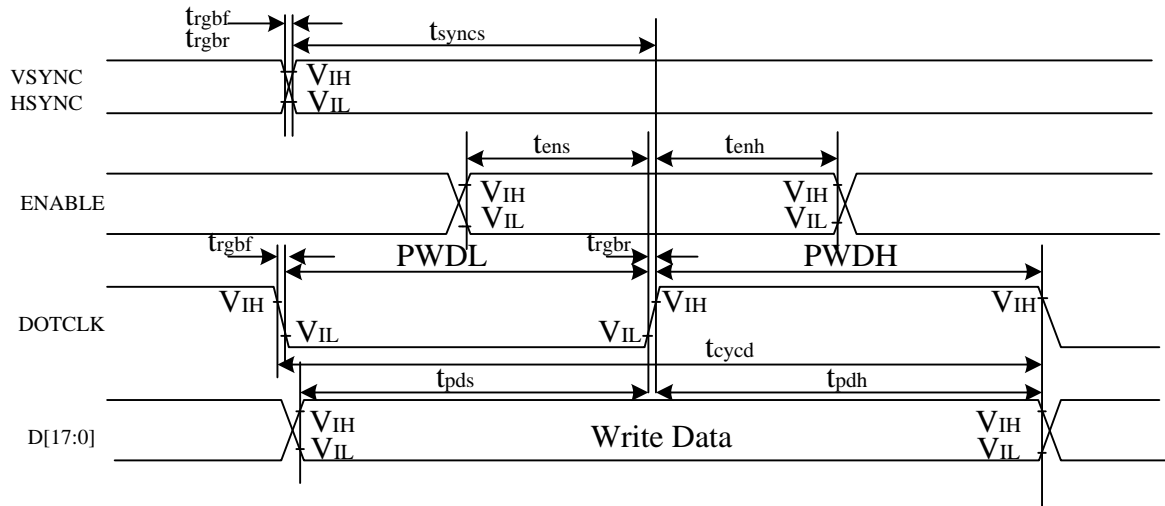 trgbf
trgbr
tsyncs
VSYNC
HSYNC
VIH
VIL
tens
tenh
ENABLE
VIH
VIL
VIH
VIL
trgbf
PWDL
trgbr
PWDH
DOTCLK
VIH
VIL
VIL
VIH
VIH
tcycd
tpds
tpdh
D[17:0]
VIH
VIL
Write Data
VIH
VIL